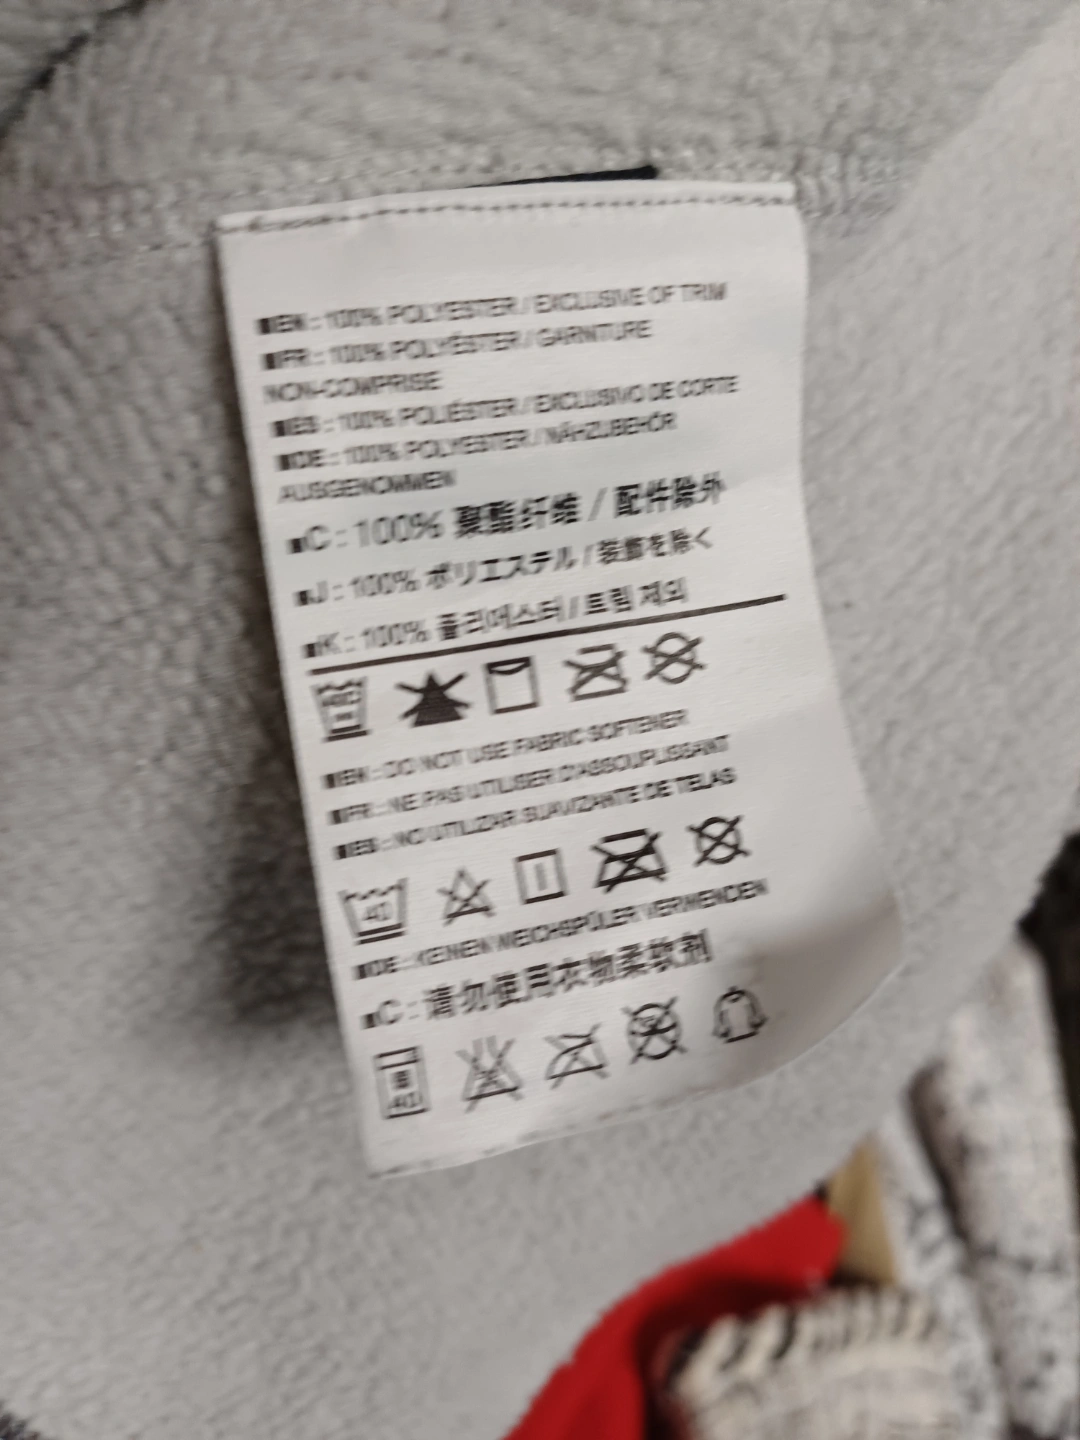 ■EN : 100% POLYESTER / EXCLUSIVE OF TRIM
■FR : 100% POLYÉSTER / GARNITURE
NON-COMPRISE
■ES : 100% POLIÉSTER / EXCLUSIVO DE CORTE
■DE : 100% POLYESTER / NÄHZUBEHÖR
AUSGENOMMEN
■C : 100% 聚酯纤维 / 配件除外
■J : 100% ポリエステル / 装飾を除く
■K : 100% 폴리에스터 / 트림 제외
40
■EN : DO NOT USE FABRIC SOFTENER
■FR : NE PAS UTILISER D'ASSOUPLISSANT
■ES : NO UTILIZAR SUAVIZANTE DE TELAS
40
■DE : KEINEN WEICHSPÜLER VERWENDEN
■C : 请勿使用衣物柔软剂
40